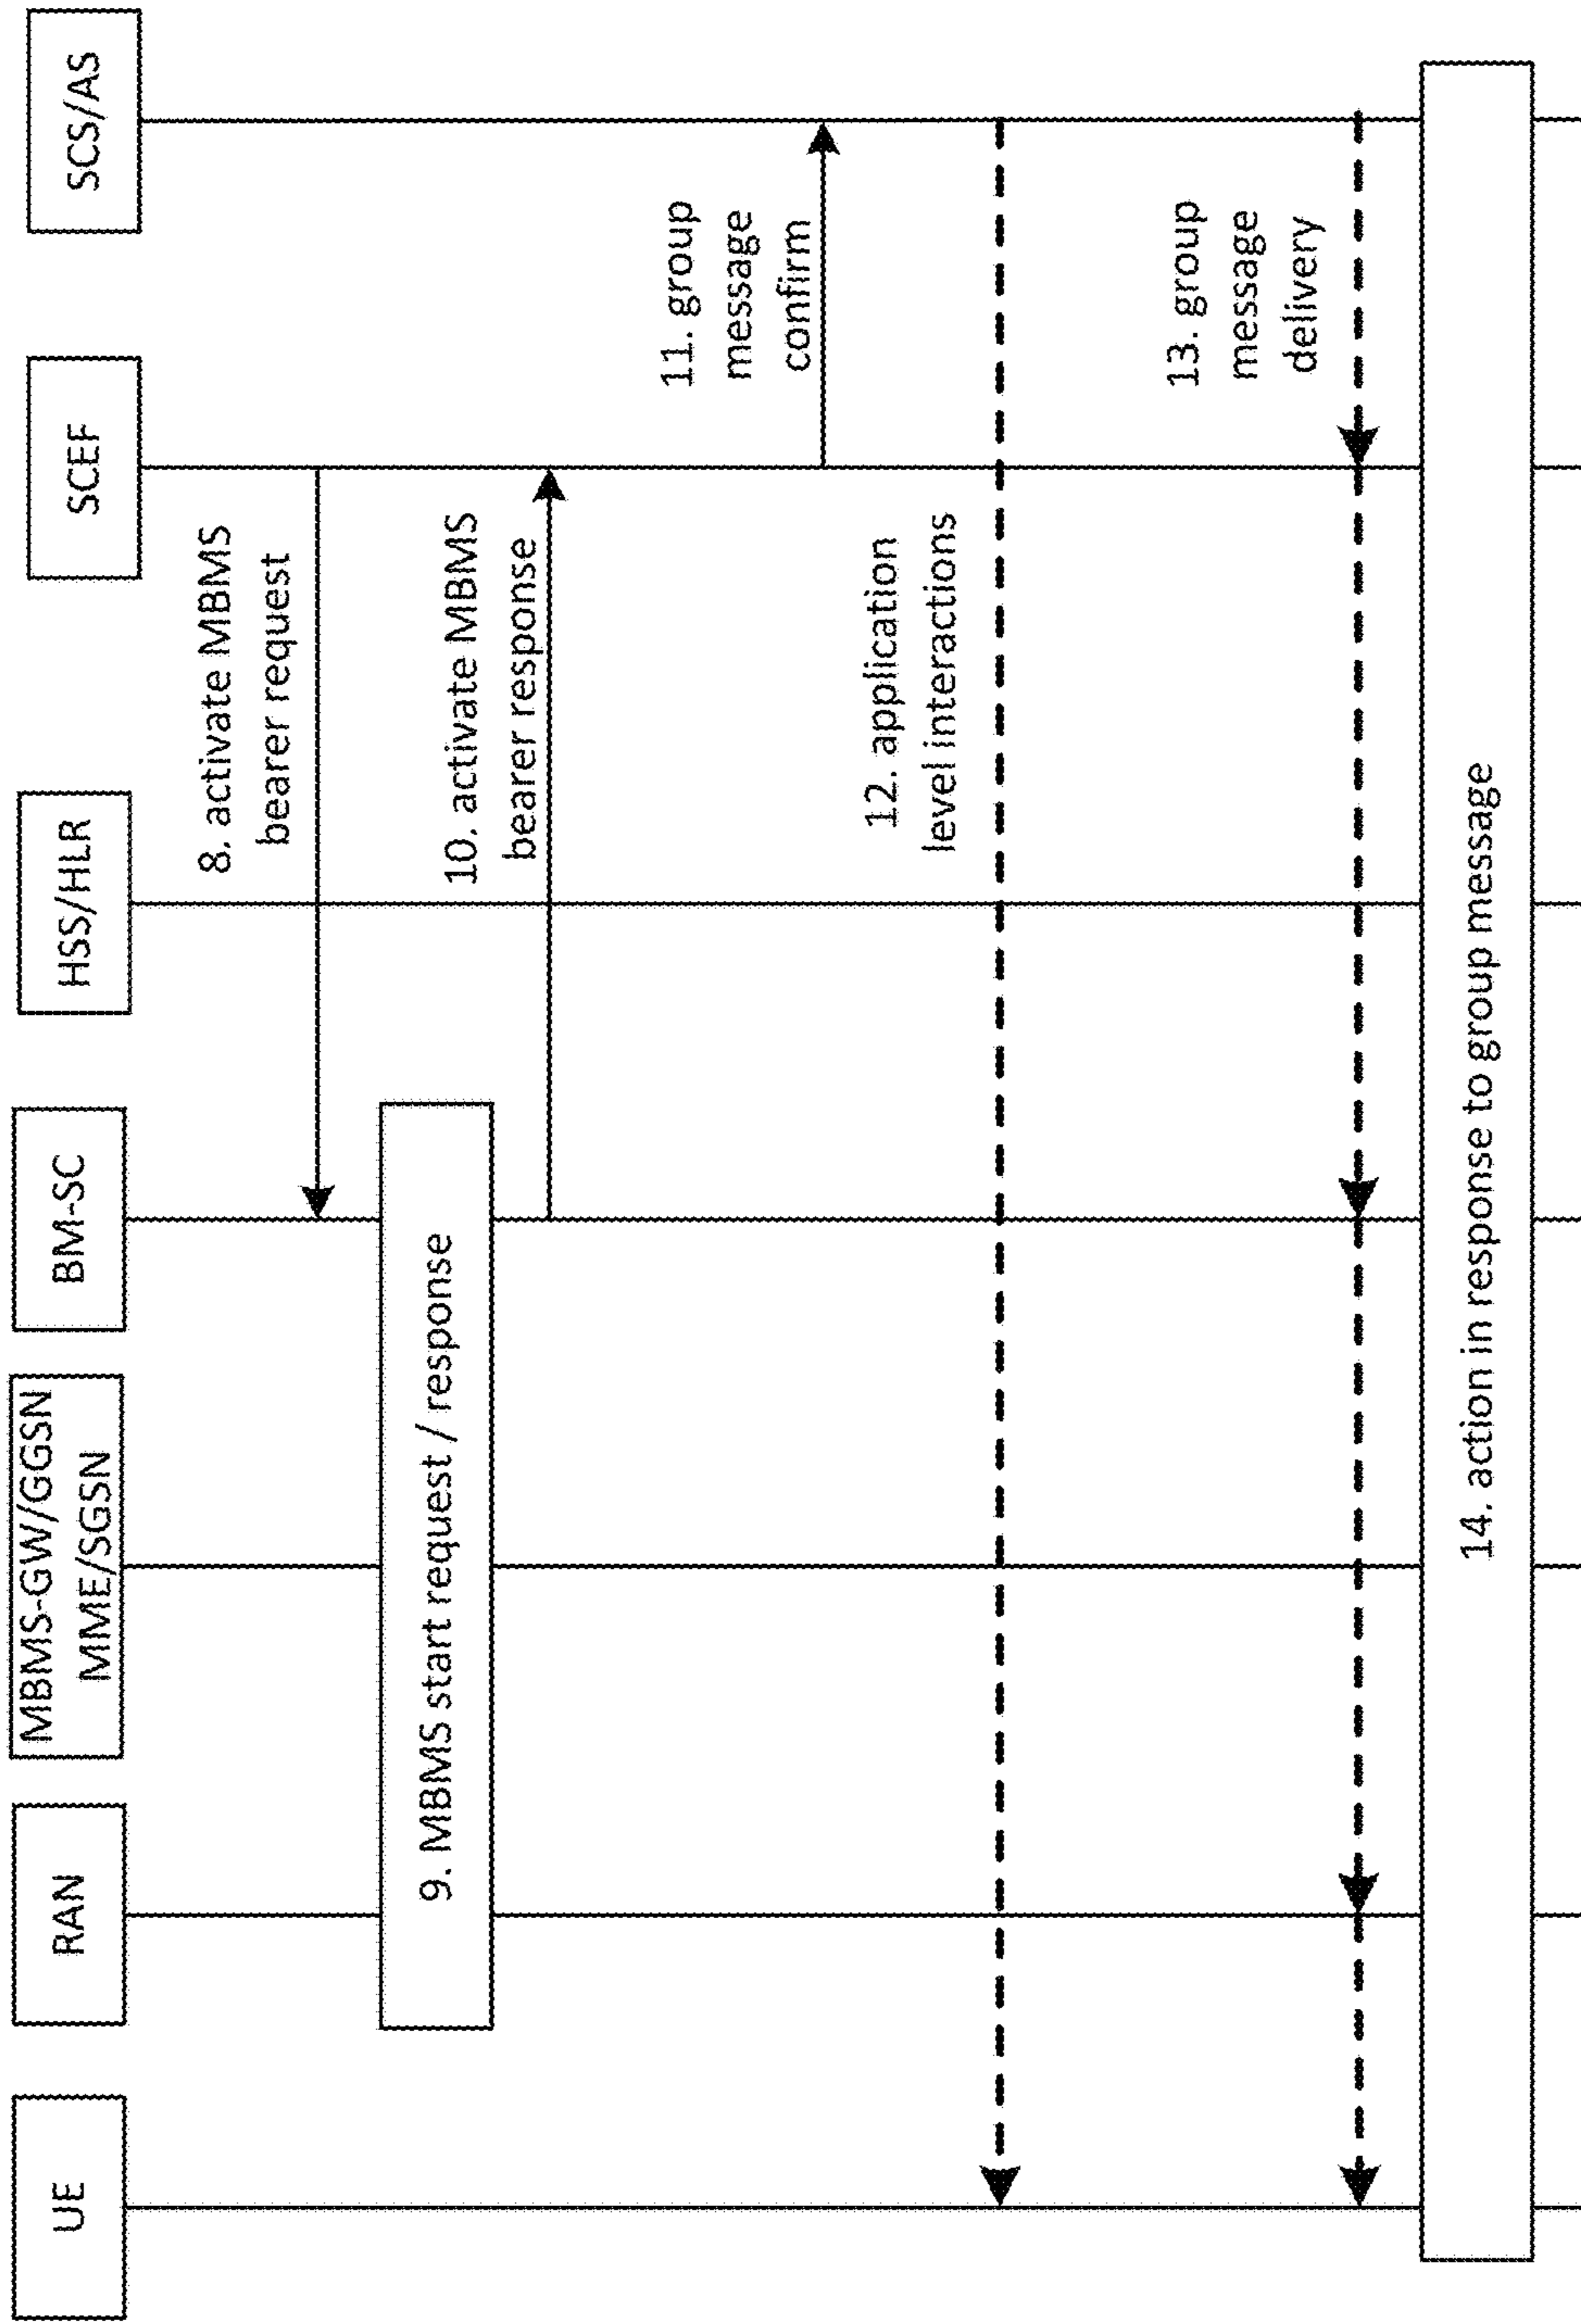 UE
RAN
MBMS-GW/GGSN
MME/SGSN
BM-SC
HSS/HLR
SCEF
SCS/AS
8. activate MBMS
bearer request
9. MBMS start request / response
10. activate MBMS
bearer response
11. group
message
confirm
12. application
level interactions
13. group
message
delivery
14. action in response to group message